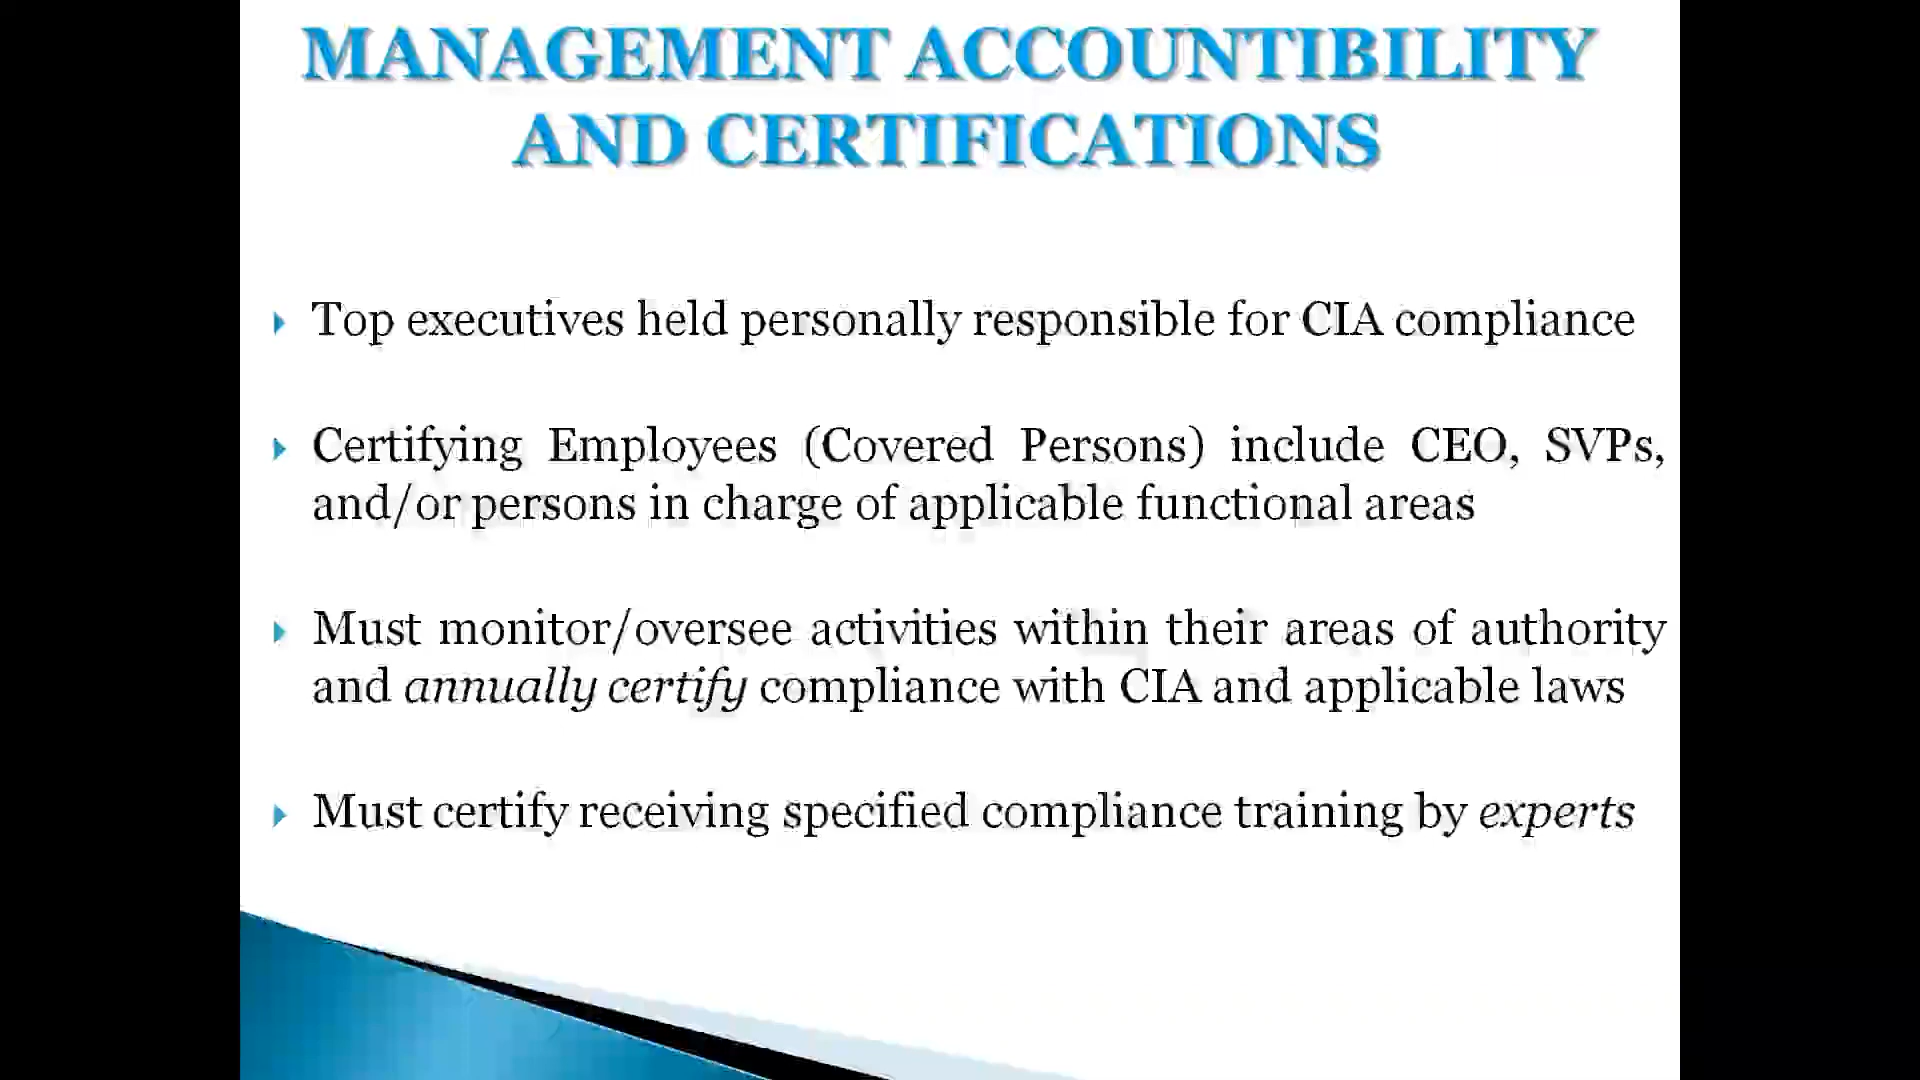 MANAGEMENT ACCOUNTIBILITY
AND CERTIFICATIONS
Top executives held personally responsible for CIA compliance
Certifying Employees (Covered Persons) include CEO, SVPs,
and/or persons in charge of applicable functional areas
Must monitor/oversee activities within their areas of authority
and annually certify compliance with CIA and applicable laws
Must certify receiving specified compliance training by experts